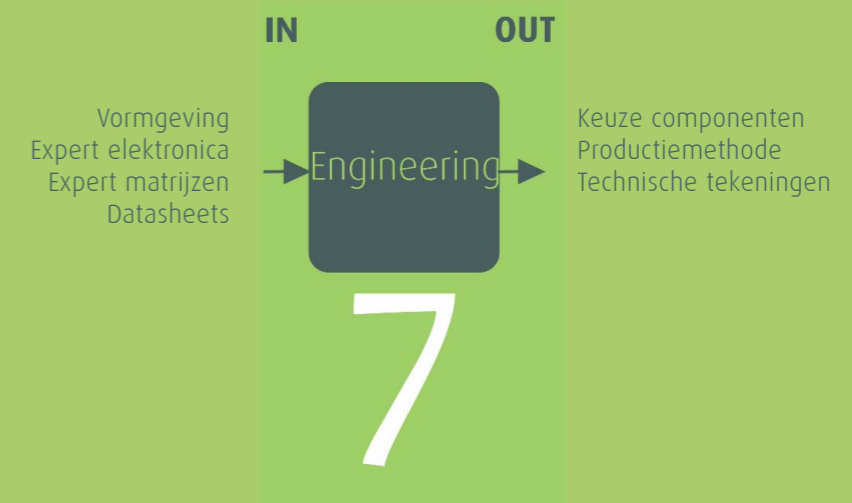 IN
OUT
Vormgeving
Expert elektronica
Expert matrijzen
Datasheets
Engineering
Keuze componenten
Productiemethode
Technische tekeningen
7